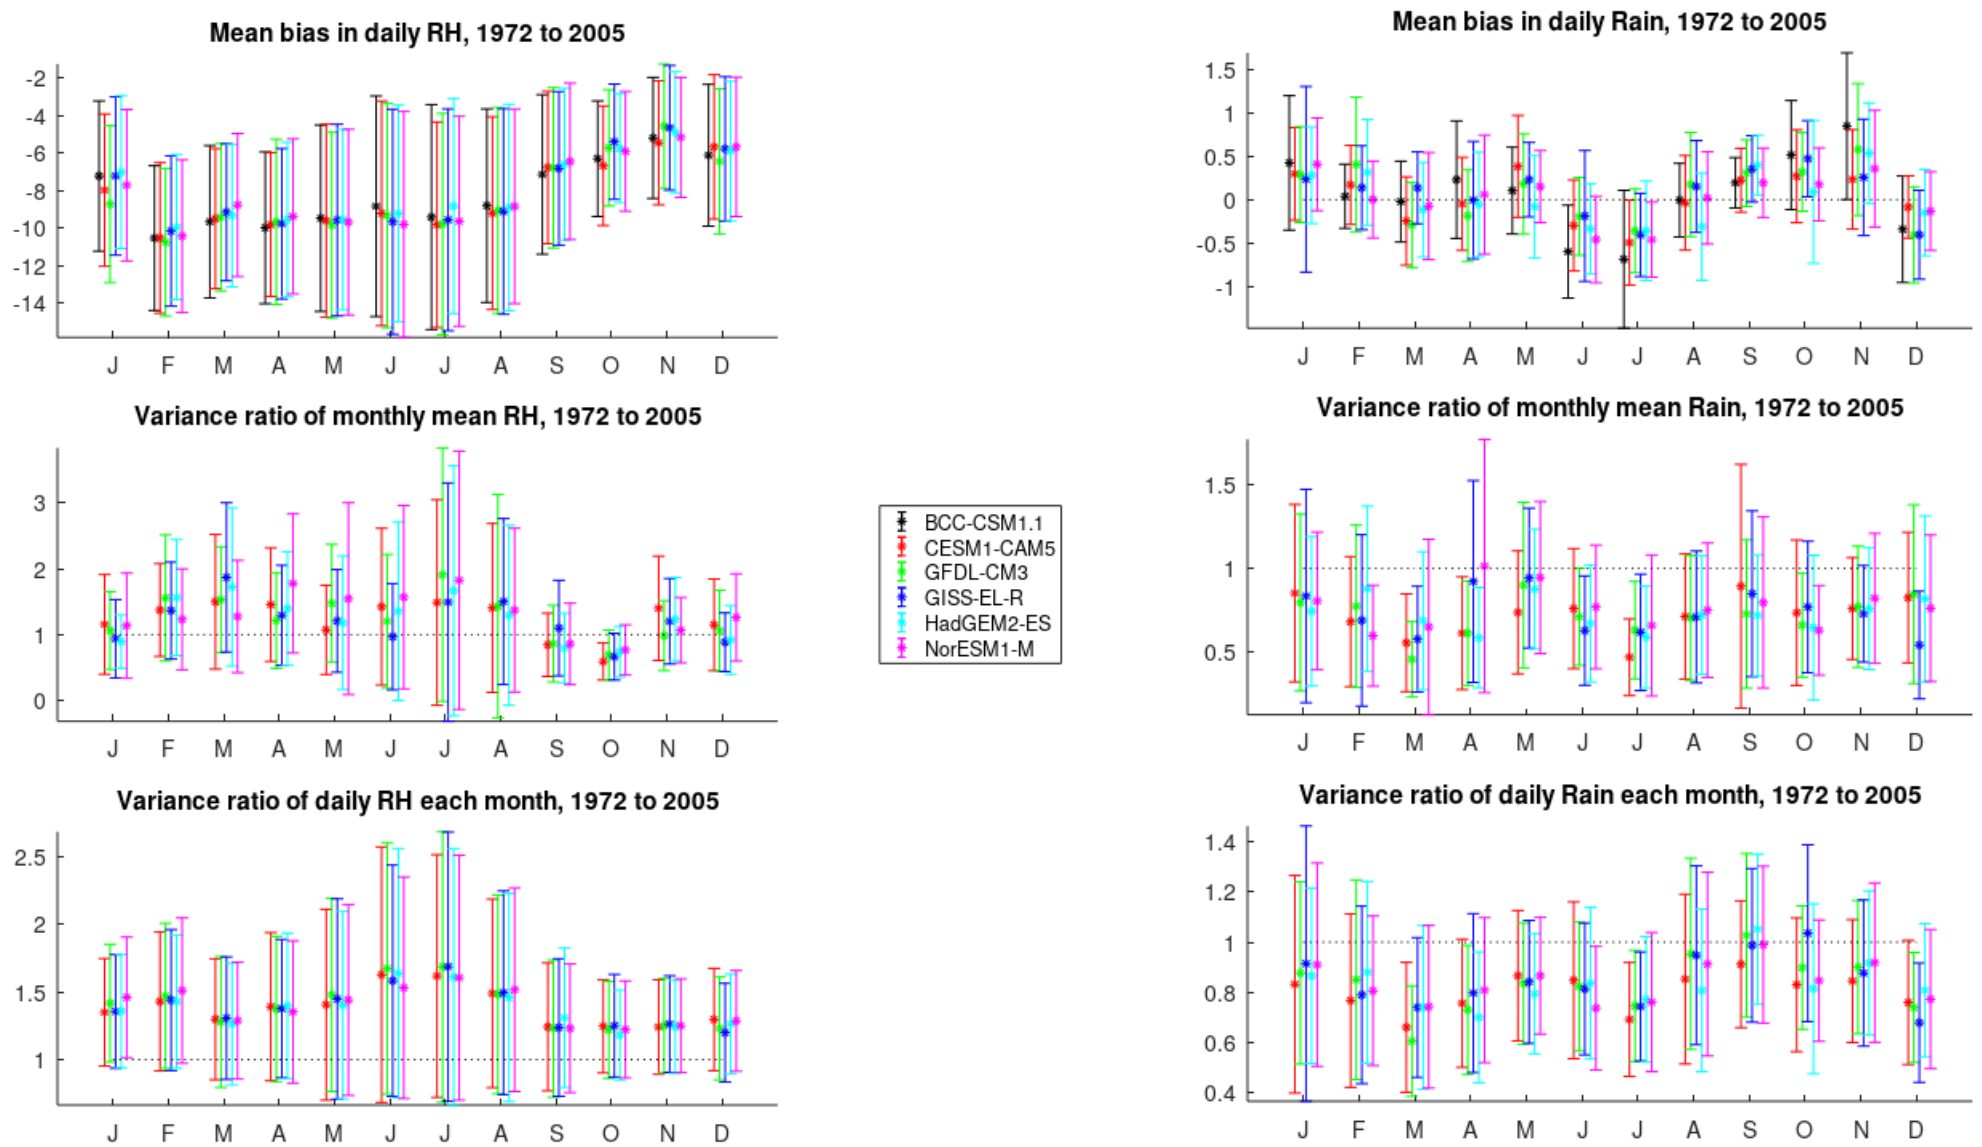 Mean bias in daily RH, 1972 to 2005
-2
-4
-6
-8
-10
-12
-14
J F M A M J J A S O N D
Mean bias in daily Rain, 1972 to 2005
1.5
1
0.5
0
-0.5
-1
J F M A M J J A S O N D
Variance ratio of monthly mean RH, 1972 to 2005
3
2
1
0
J F M A M J J A S O N D
BCC-CSM1.1
CESM1-CAM5
GFDL-CM3
GISS-EL-R
HadGEM2-ES
NorESM1-M
Variance ratio of monthly mean Rain, 1972 to 2005
1.5
1
0.5
J F M A M J J A S O N D
Variance ratio of daily RH each month, 1972 to 2005
2.5
2
1.5
1
J F M A M J J A S O N D
Variance ratio of daily Rain each month, 1972 to 2005
1.4
1.2
1
0.8
0.6
0.4
J F M A M J J A S O N D